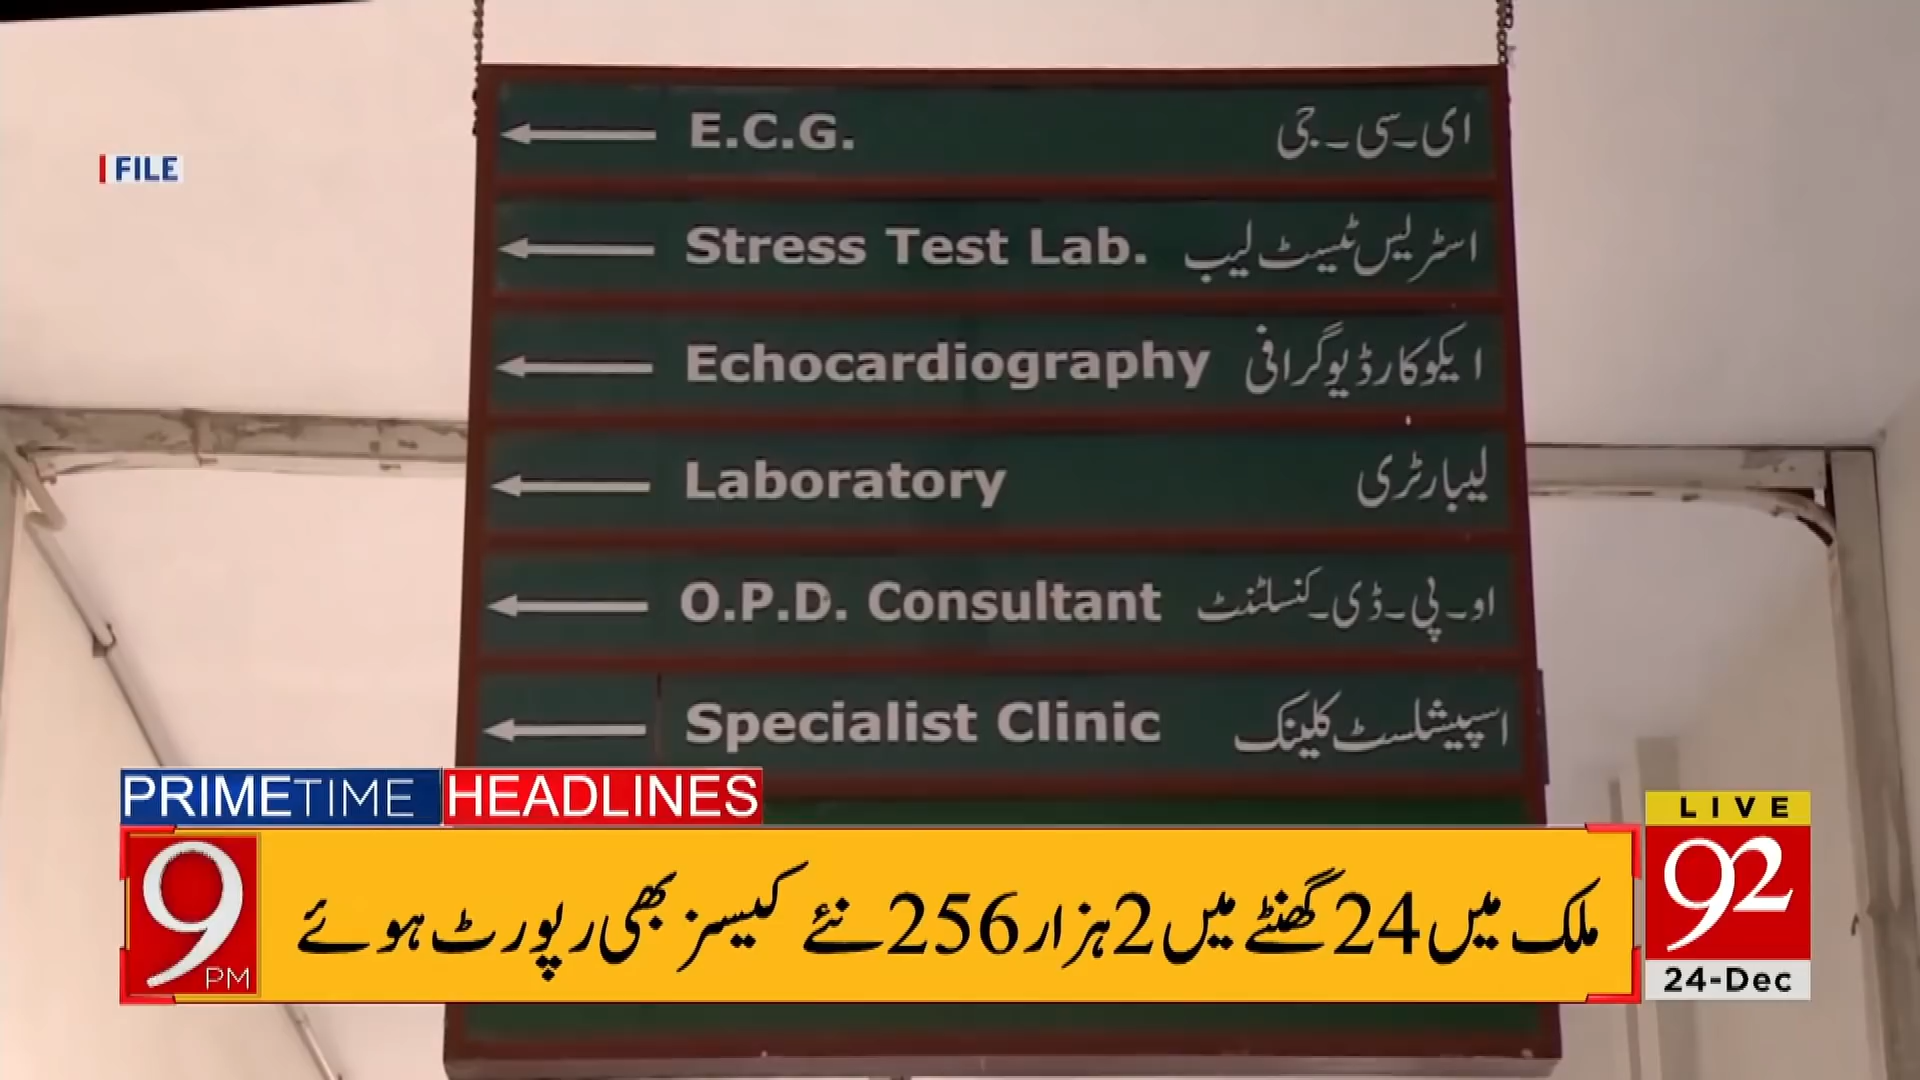 E.C.G. ای-سی-جی
FILE
Stress Test Lab. اسٹریس ٹیسٹ لیب
Echocardiography ایکوکارڈیوگرافی
Laboratory لیبارٹری
O.P.D. Consultant او-پی-ڈی-کنسلٹنٹ
Specialist Clinic اسپیشلسٹ کلینک
PRIMETIME HEADLINES
LIVE
9 PM
ملک میں 24 گھنٹے میں 2 ہزار 256 نئے کیسز بھی رپورٹ ہوئے
92
24-Dec